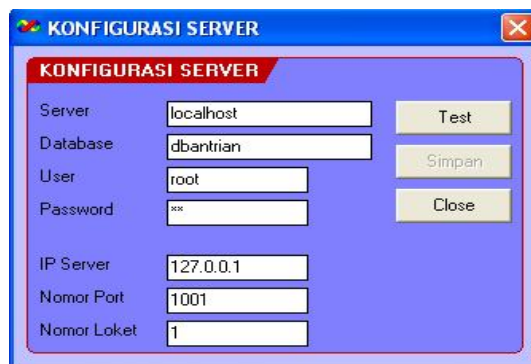 KONFIGURASI SERVER
KONFIGURASI SERVER
Server localhost
Database dbantrian
User root
Password **
IP Server 127.0.0.1
Nomor Port 1001
Nomor Loket 1
Test
Simpan
Close